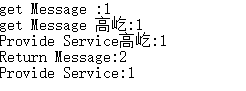 get Message :1
get Message 高屹:1
Provide Service高屹:1
Return Message:2
Provide Service:1